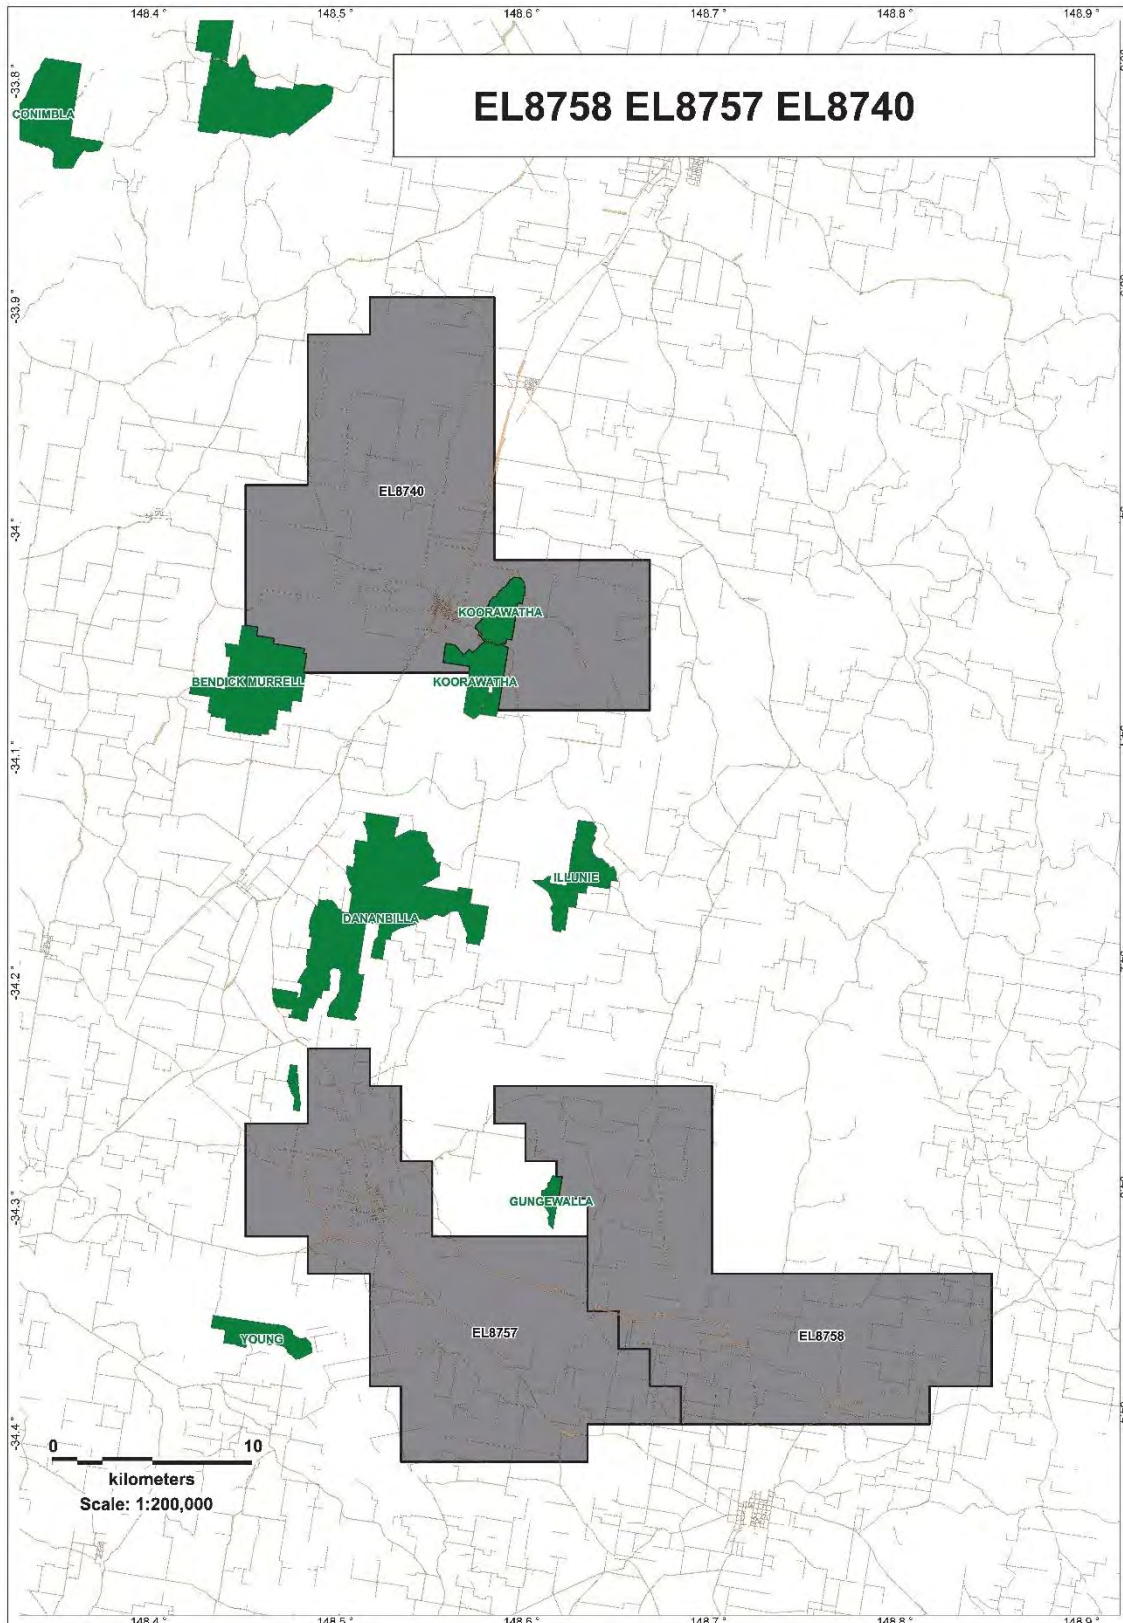 148.4 ° 148.5 ° 148.6 ° 148.7 ° 148.8 ° 148.9 °
-33.8 °
EL8758 EL8757 EL8740
CONIMBLA
-33.9 °
EL8740
-34 °
KOORAWATHA
BENDICK MURRELL
KOORAWATHA
-34.1 °
ILLUNIE
DANANBILLA
-34.2 °
GUNGEWALLA
-34.3 °
EL8757
EL8758
YOUNG
-34.4 °
0 10
kilometers
Scale: 1:200,000
148.4 ° 148.5 ° 148.6 ° 148.7 ° 148.8 ° 148.9 °